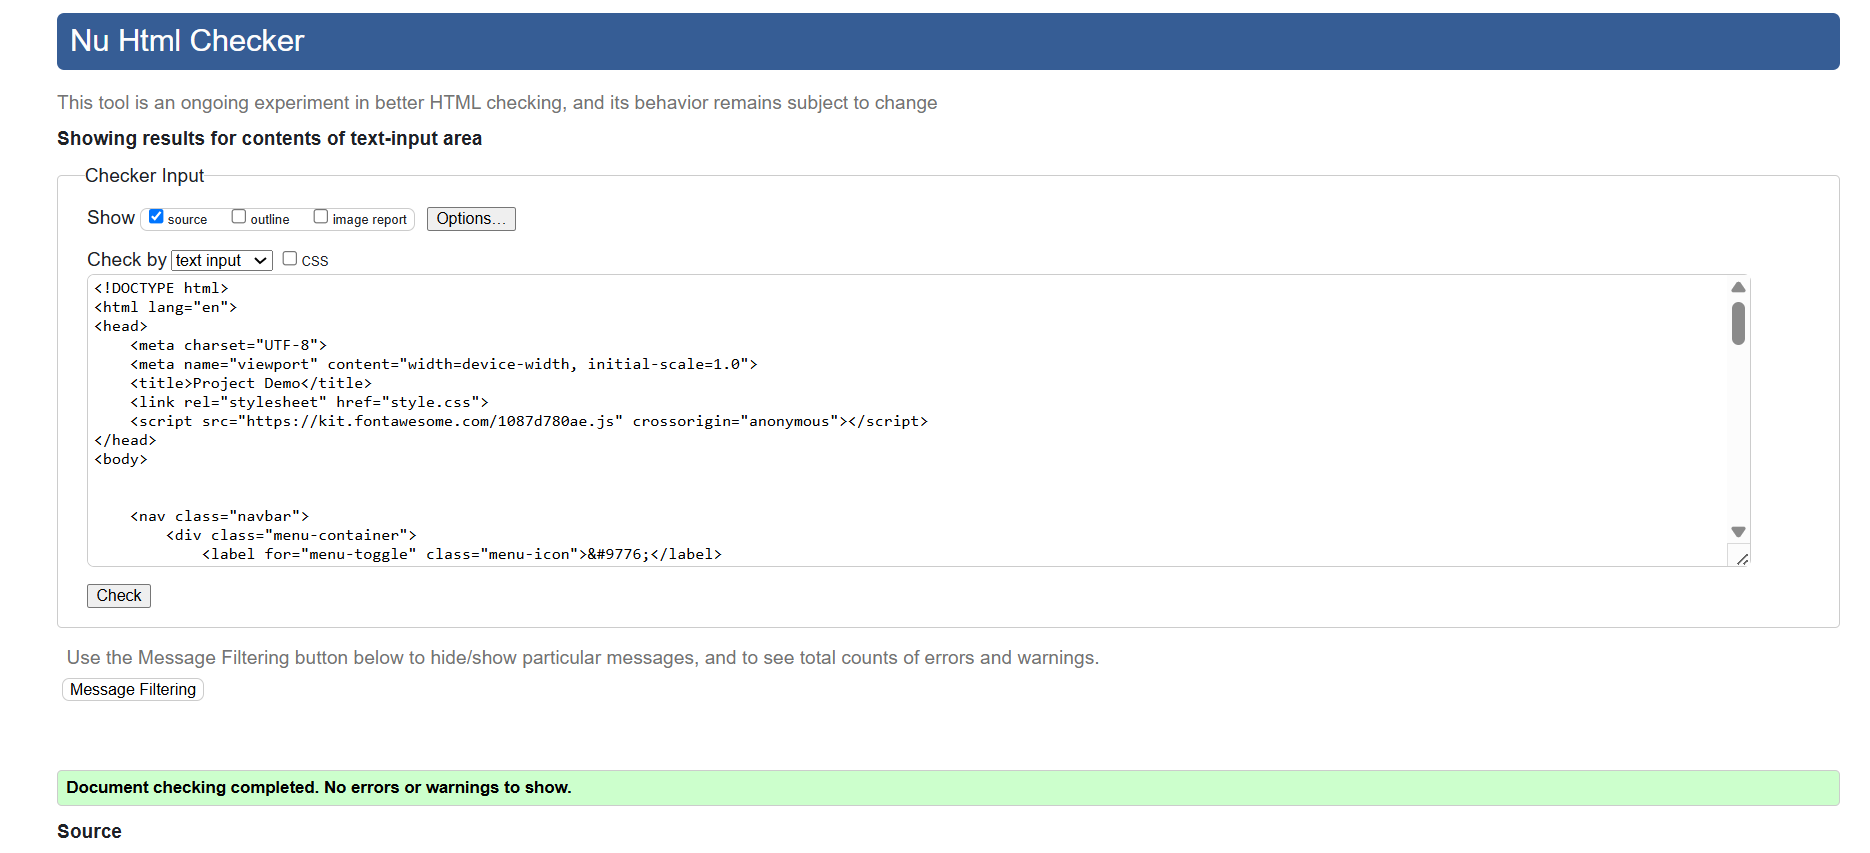 Nu Html Checker
This tool is an ongoing experiment in better HTML checking, and its behavior remains subject to change
Showing results for contents of text-input area
Checker Input
Show source outline image report Options...
Check by text input CSS
<!DOCTYPE html>
<html lang="en">
<head>
    <meta charset="UTF-8">
    <meta name="viewport" content="width=device-width, initial-scale=1.0">
    <title>Project Demo</title>
    <link rel="stylesheet" href="style.css">
    <script src="https://kit.fontawesome.com/1087d780ae.js" crossorigin="anonymous"></script>
</head>
<body>
    <nav class="navbar">
        <div class="menu-container">
            <label for="menu-toggle" class="menu-icon">&#9776;</label>
Check
Use the Message Filtering button below to hide/show particular messages, and to see total counts of errors and warnings.
Message Filtering
Document checking completed. No errors or warnings to show.
Source